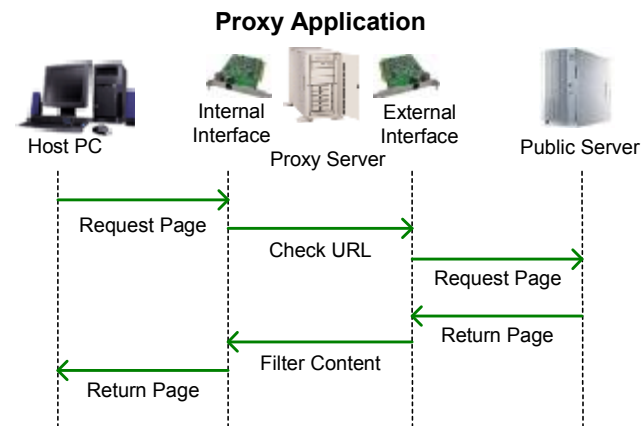 Proxy Application
Host PC
Internal
Interface
Proxy Server
External
Interface
Public Server
Request Page
Check URL
Request Page
Return Page
Filter Content
Return Page